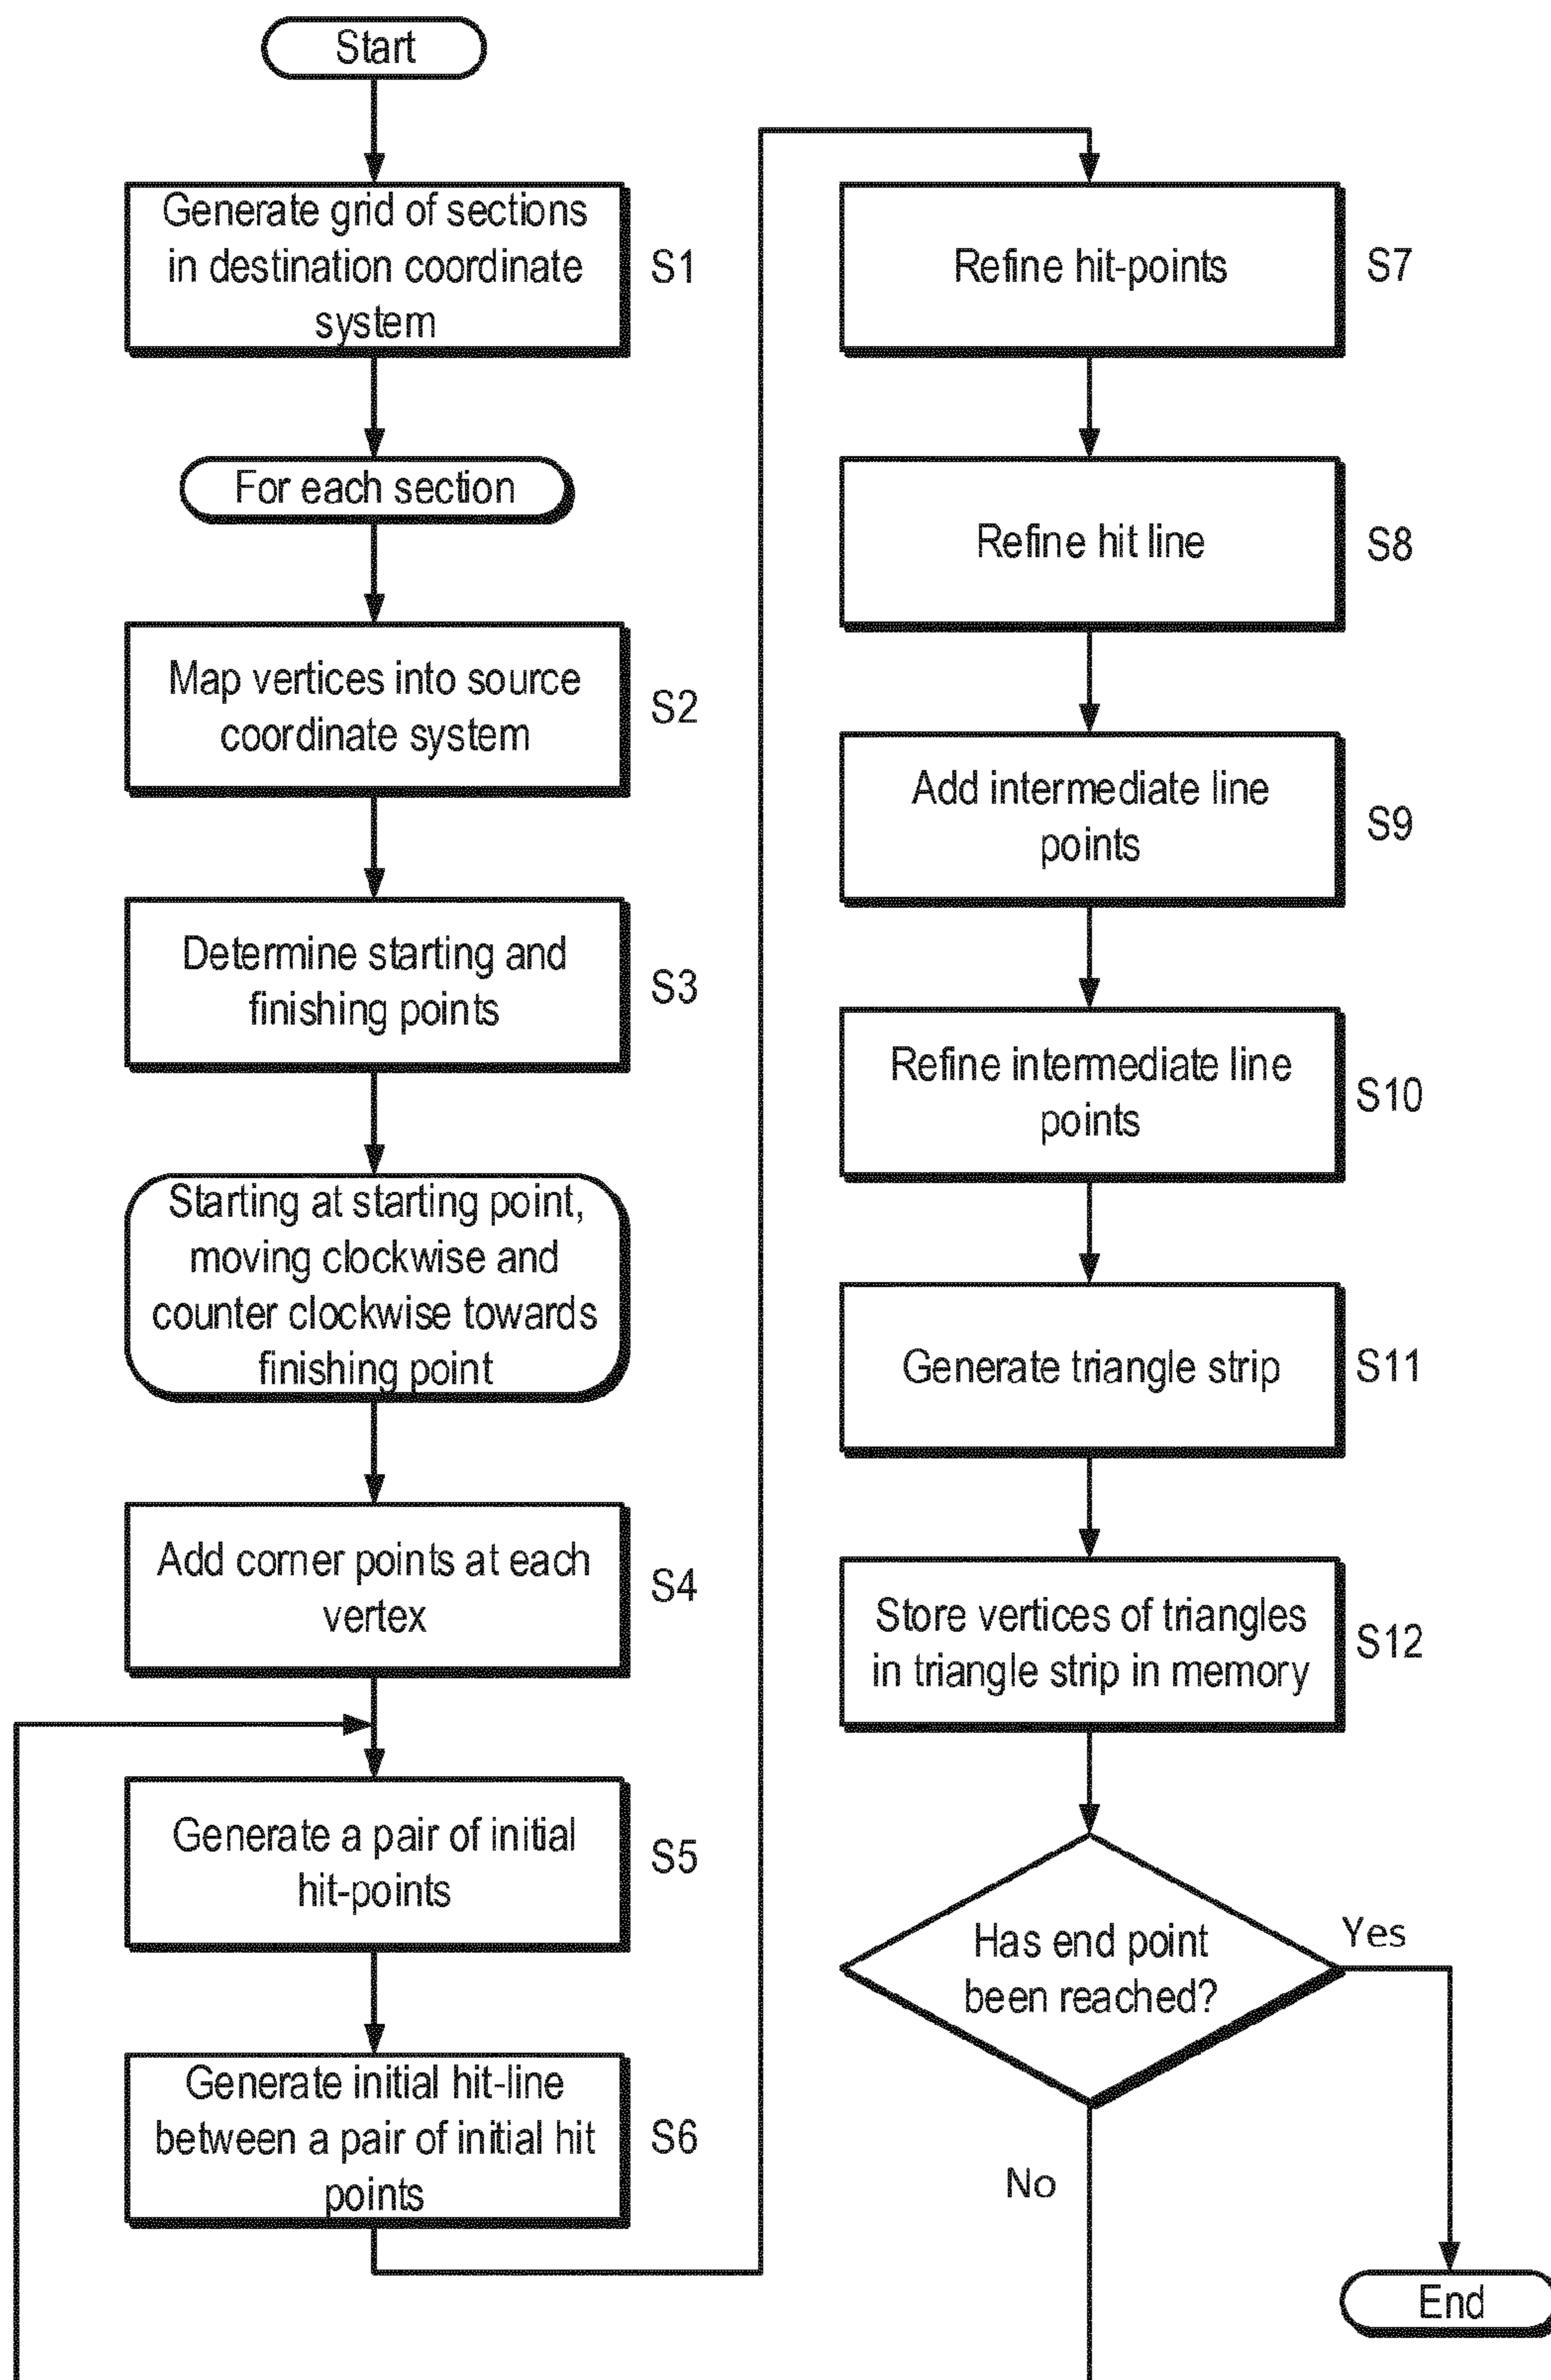 Start
Generate grid of sections
in destination coordinate
system
S1
For each section
Map vertices into source
coordinate system
S2
Determine starting and
finishing points
S3
Starting at starting point,
moving clockwise and
counter clockwise towards
finishing point
Add corner points at each
vertex
S4
Generate a pair of initial
hit-points
S5
Generate initial hit-line
between a pair of initial hit
points
S6
Refine hit-points
S7
Refine hit line
S8
Add intermediate line
points
S9
Refine intermediate line
points
S10
Generate triangle strip
S11
Store vertices of triangles
in triangle strip in memory
S12
Has end point
been reached?
Yes
No
End